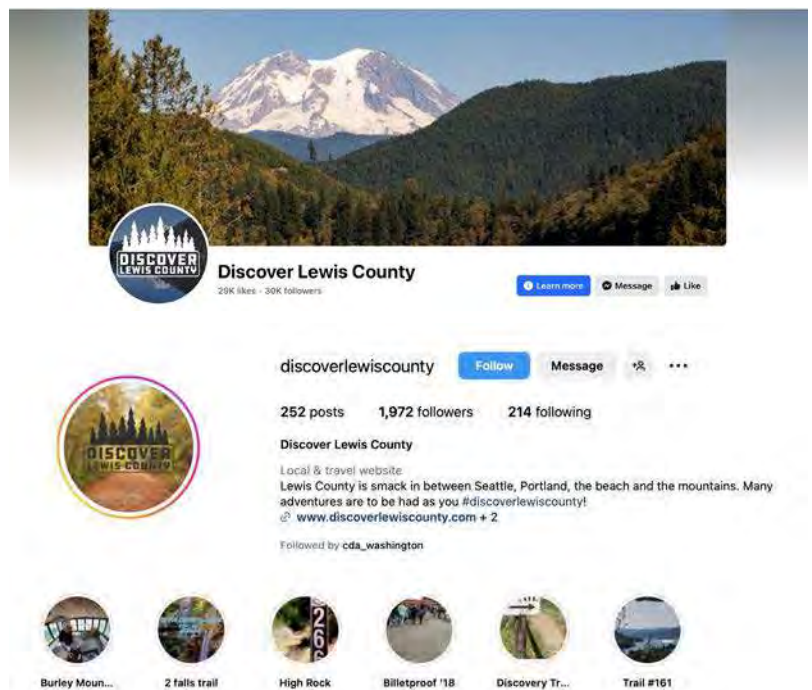 DISCOVER
LEWIS COUNTY
Discover Lewis County
29K likes • 30K followers
Learn more
Message
Like
discoverlewiscounty
Follow
Message
252 posts
1,972 followers
214 following
DISCOVER
LEWIS COUNTY
Discover Lewis County
Local & travel website
Lewis County is smack in between Seattle, Portland, the beach and the mountains. Many
adventures are to be had as you #discoverlewiscounty!
www.discoverlewiscounty.com + 2
Followed by cda_washington
266
Burley Moun...
2 falls trail
High Rock
Billetproof '18
Discovery Tr...
Trail #161